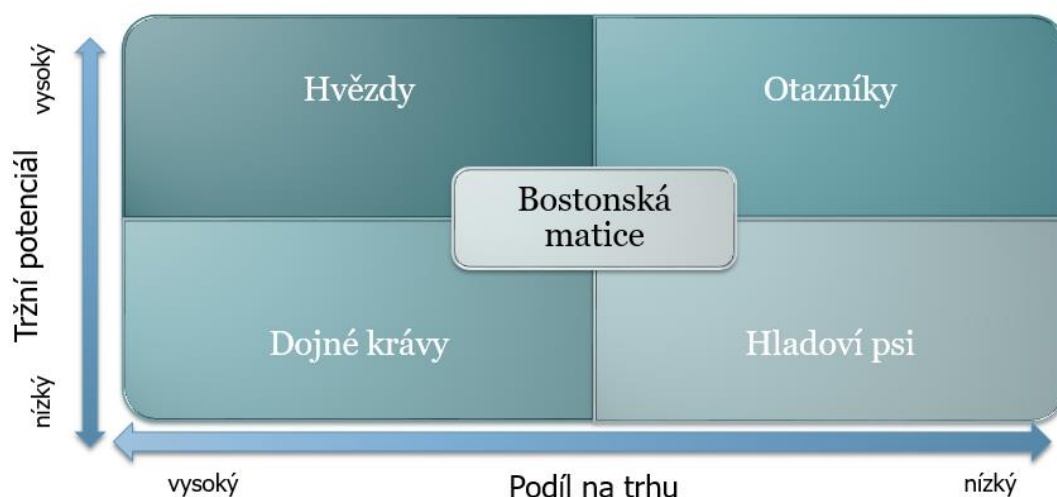 vysoký
Hvězdy
Otazníky
Tržní potenciál
Bostonská
matice
Dojné krávy
Hladoví psi
nízký
vysoký
Podíl na trhu
nízký